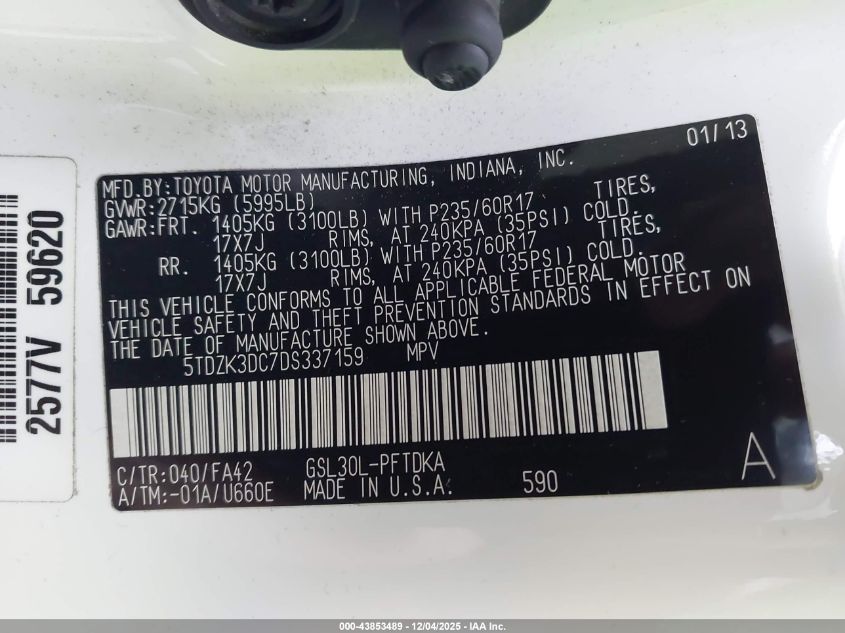 01/13
MFD.BY:TOYOTA MOTOR MANUFACTURING, INDIANA, INC.
GVWR:2715KG (5995LB)
GAWR:FRT. 1405KG (3100LB) WITH P235/60R17 TIRES,
17X7J RIMS, AT 240KPA (35PSI) COLD.
RR. 1405KG (3100LB) WITH P235/60R17 TIRES,
17X7J RIMS, AT 240KPA (35PSI) COLD.
THIS VEHICLE CONFORMS TO ALL APPLICABLE FEDERAL MOTOR
VEHICLE SAFETY AND THEFT PREVENTION STANDARDS IN EFFECT ON
THE DATE OF MANUFACTURE SHOWN ABOVE.
5TDZK3DC7DS337159 MPV
C/TR:040/FA42 GSL30L-PFTDKA
A/TM:-01A/U660E MADE IN U.S.A. 590 A
2577V 59620
000-43853489 - 12/04/2025 - IAA Inc.